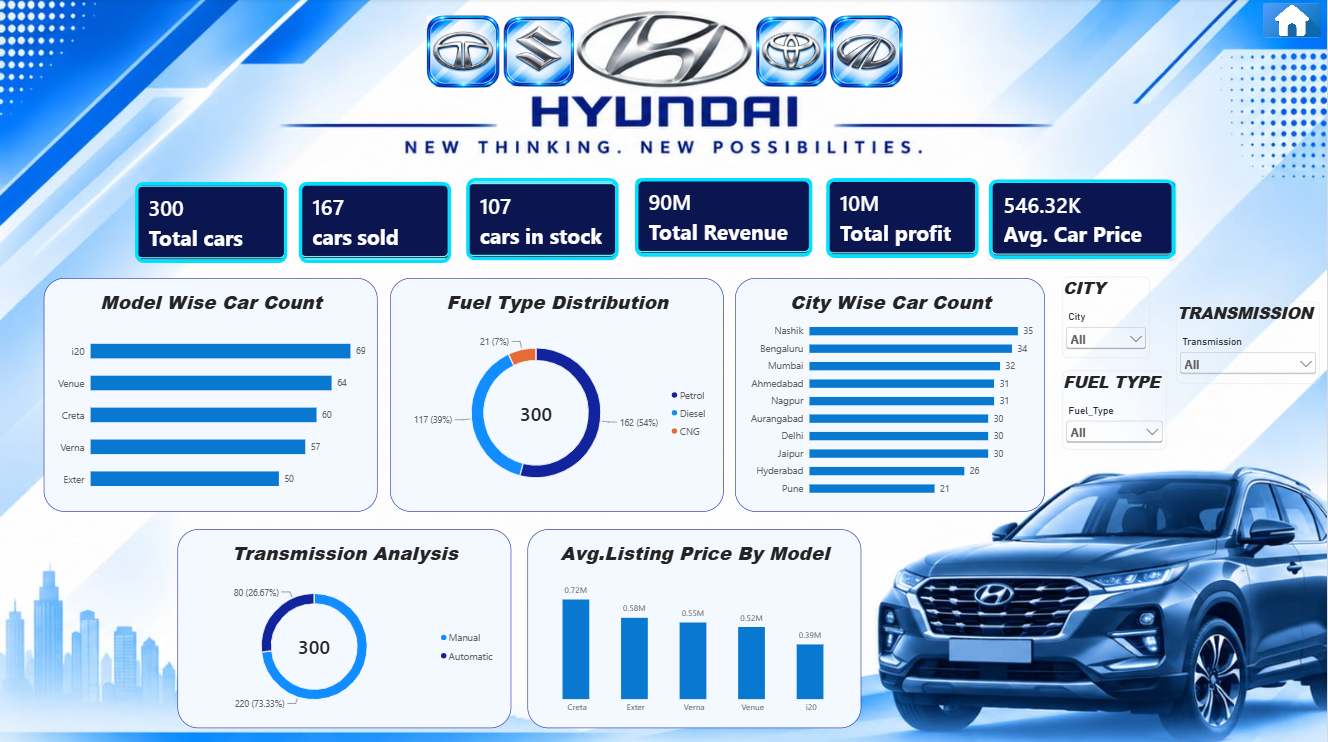 HYUNDAI
NEW THINKING. NEW POSSIBILITIES.
300
Total cars
167
cars sold
107
cars in stock
90M
Total Revenue
10M
Total profit
546.32K
Avg. Car Price
Model Wise Car Count
i20 69
Venue 64
Creta 60
Verna 57
Exter 50
Fuel Type Distribution
21 (7%)
117 (39%)
300
162 (54%)
Petrol
Diesel
CNG
City Wise Car Count
Nashik 35
Bengaluru 34
Mumbai 32
Ahmedabad 31
Nagpur 31
Aurangabad 30
Delhi 30
Jaipur 30
Hyderabad 26
Pune 21
CITY
City
All
FUEL TYPE
Fuel_Type
All
TRANSMISSION
Transmission
All
Transmission Analysis
80 (26.67%)
300
220 (73.33%)
Manual
Automatic
Avg.Listing Price By Model
0.72M
0.58M
0.55M
0.52M
0.39M
Creta
Exter
Verna
Venue
i20